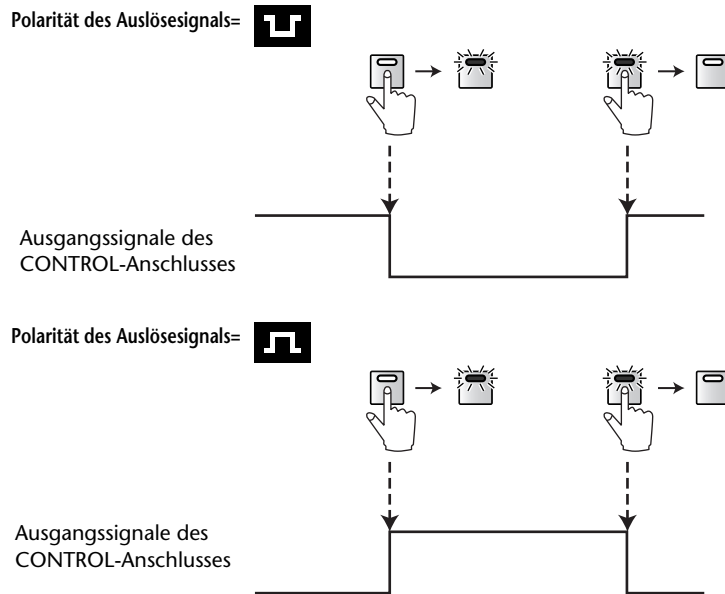 Polarität des Auslösesignals=
Ausgangssignale des
CONTROL-Anschlusses
Polarität des Auslösesignals=
Ausgangssignale des
CONTROL-Anschlusses